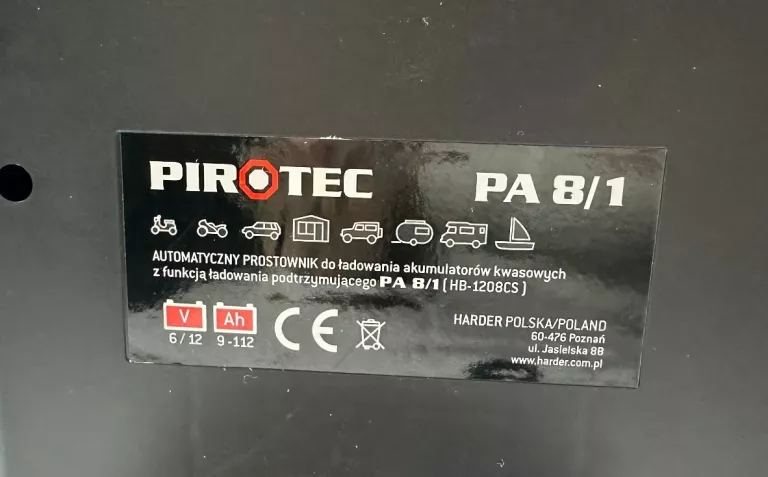 PIROTEC PA 8/1
AUTOMATYCZNY PROSTOWNIK do ładowania akumulatorów kwasowych
z funkcją ładowania podtrzymującego PA 8/1 (HB-1208CS)
V Ah
6 / 12 9 -112
CE
HARDER POLSKA/POLAND
60-476 Poznań
ul. Jasielska 8B
www.harder.com.pl